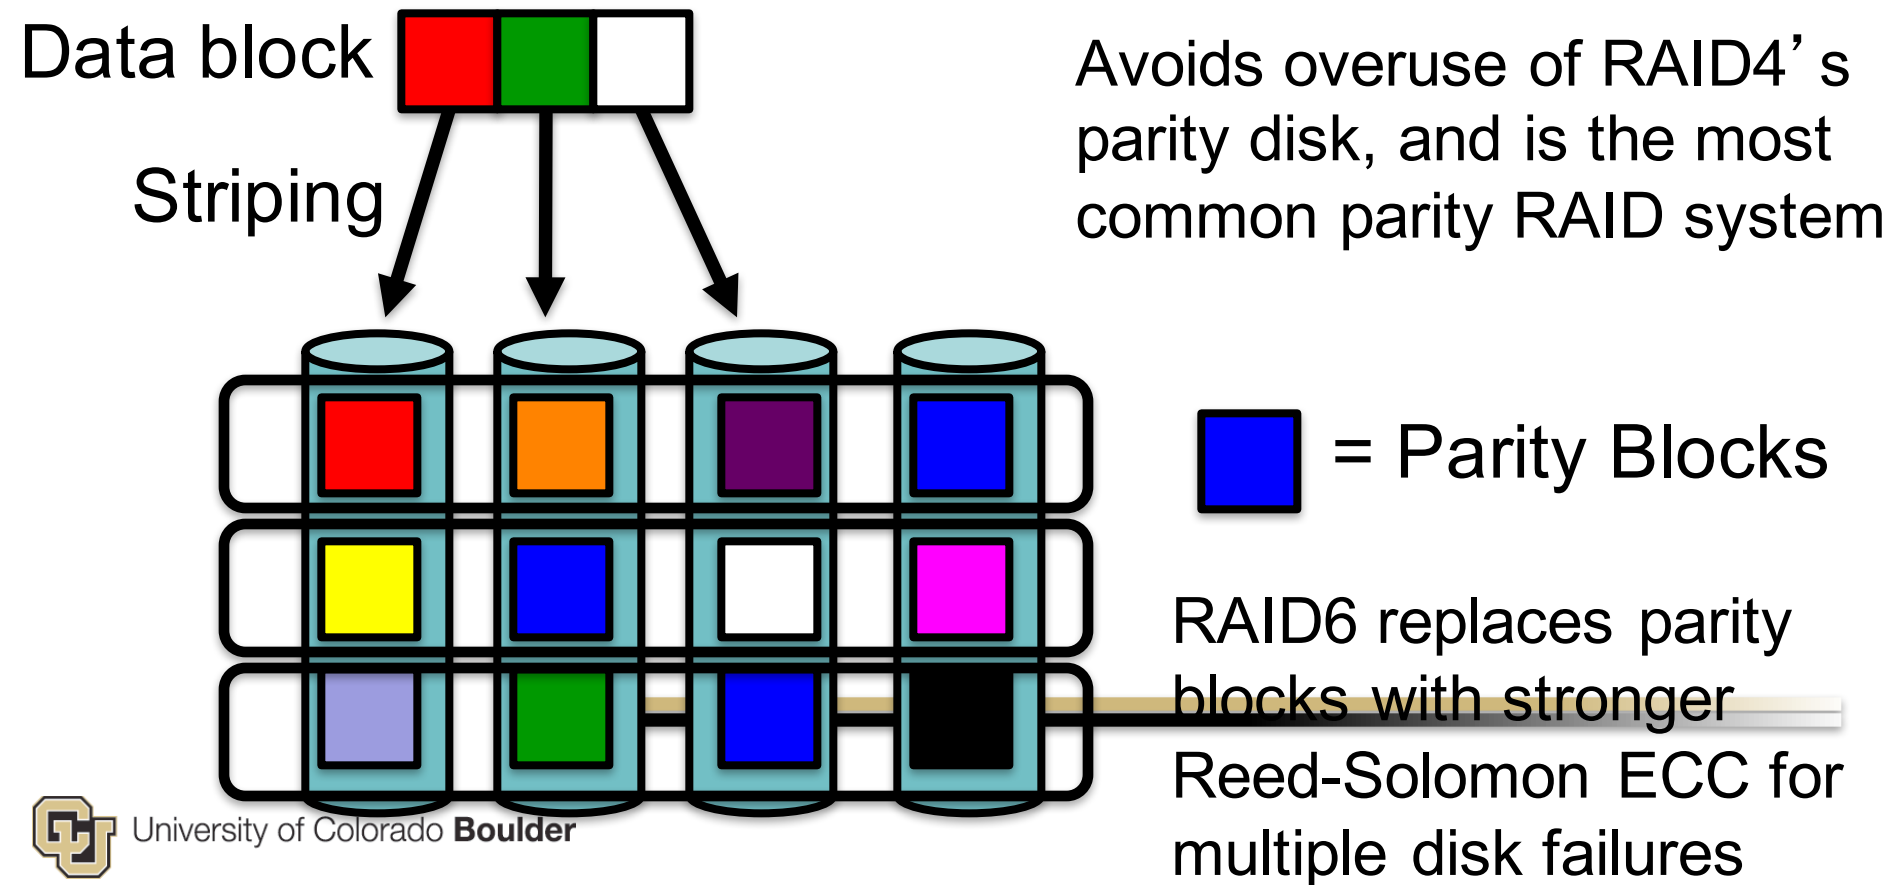 Data block
Striping
Avoids overuse of RAID4’s
parity disk, and is the most
common parity RAID system
= Parity Blocks
RAID6 replaces parity
blocks with stronger
Reed-Solomon ECC for
multiple disk failures
CU University of Colorado Boulder